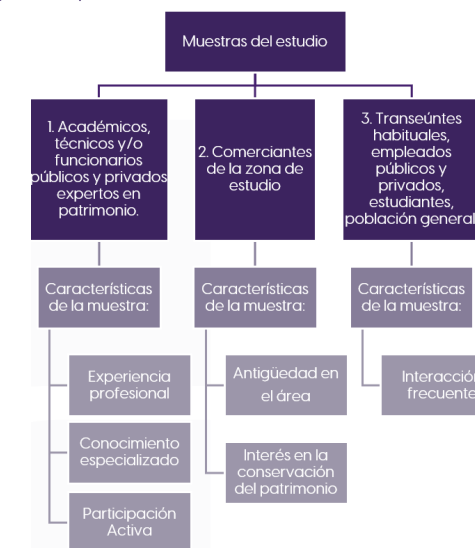 Muestras del estudio
1. Académicos,
técnicos y/o
funcionarios
públicos y privados
expertos en
patrimonio.
2. Comerciantes
de la zona de
estudio
3. Transeúntes
habituales,
empleados
públicos y
privados,
estudiantes,
población general
Características
de la muestra:
Características
de la muestra:
Características
de la muestra:
Experiencia
profesional
Conocimiento
especializado
Participación
Activa
Antigüedad en
el área
Interés en la
conservación
del patrimonio
Interacción
frecuente